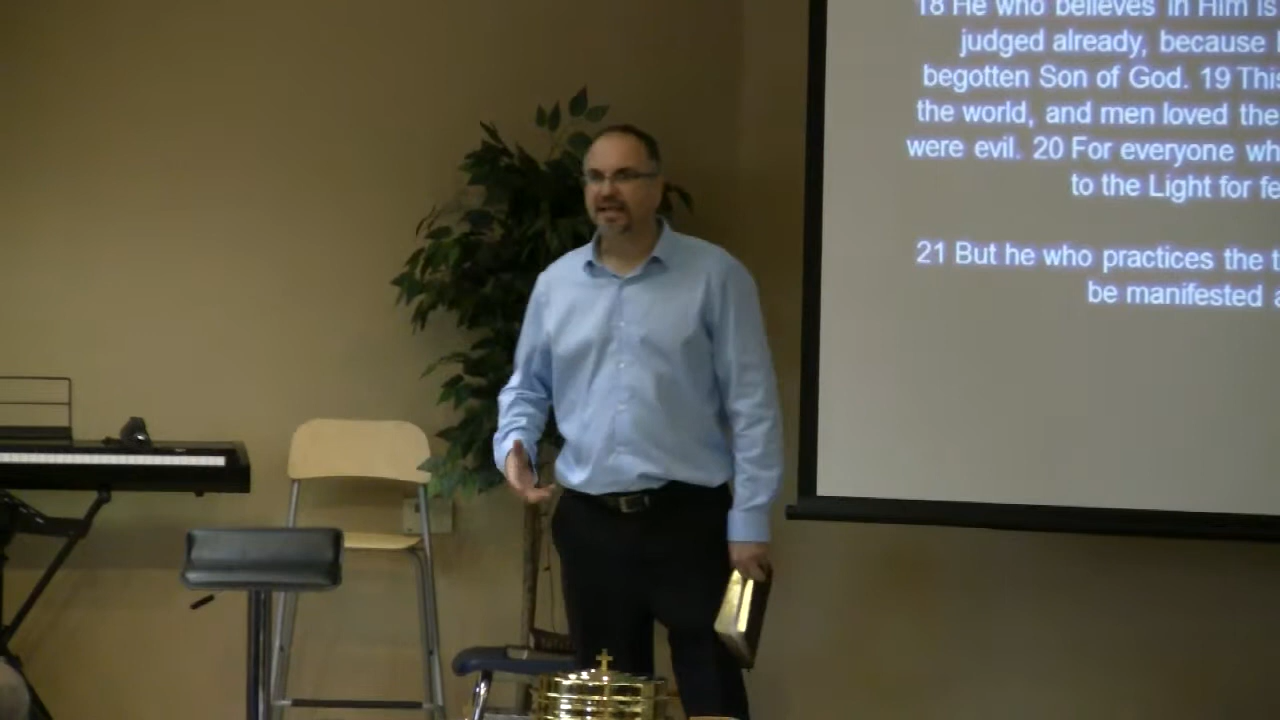 18 He who believes in Him is
judged already, because
begotten Son of God. 19 This
the world, and men loved the
were evil. 20 For everyone wh
to the Light for fe
21 But he who practices the t
be manifested a